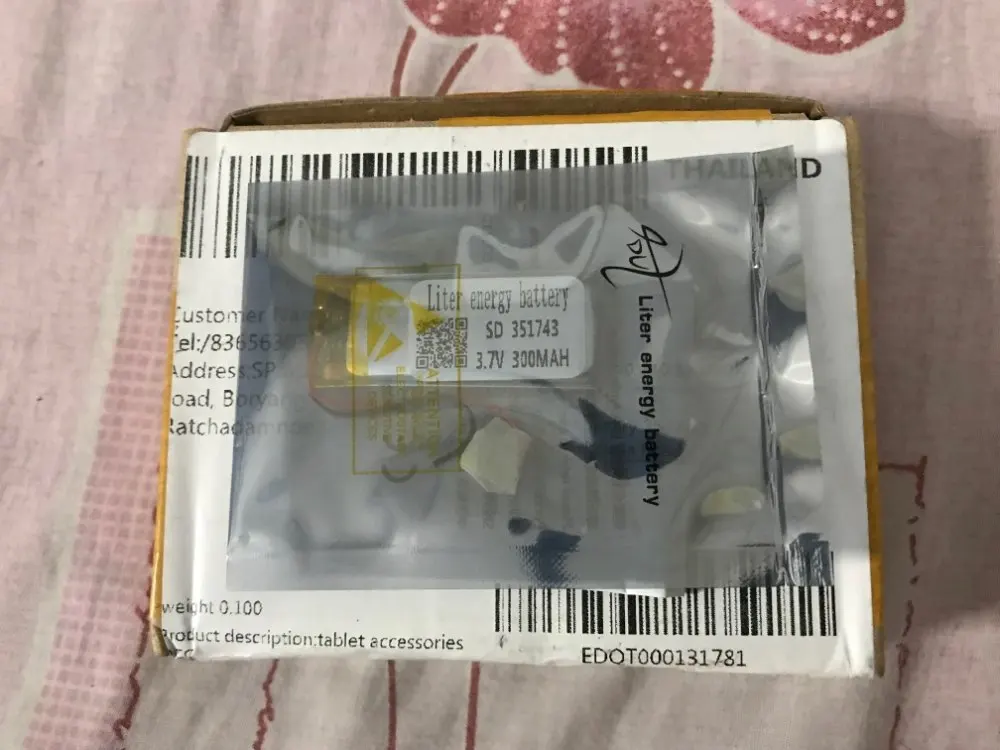 THAILAND
Customer
Tel:/83656
Address:SP
oad,
Ratchadamn
Liter energy battery
SD 351743
3.7V 300MAH
ATTENTION
Liter energy battery
weight 0.100
Product description:tablet accessories
EDOT000131781